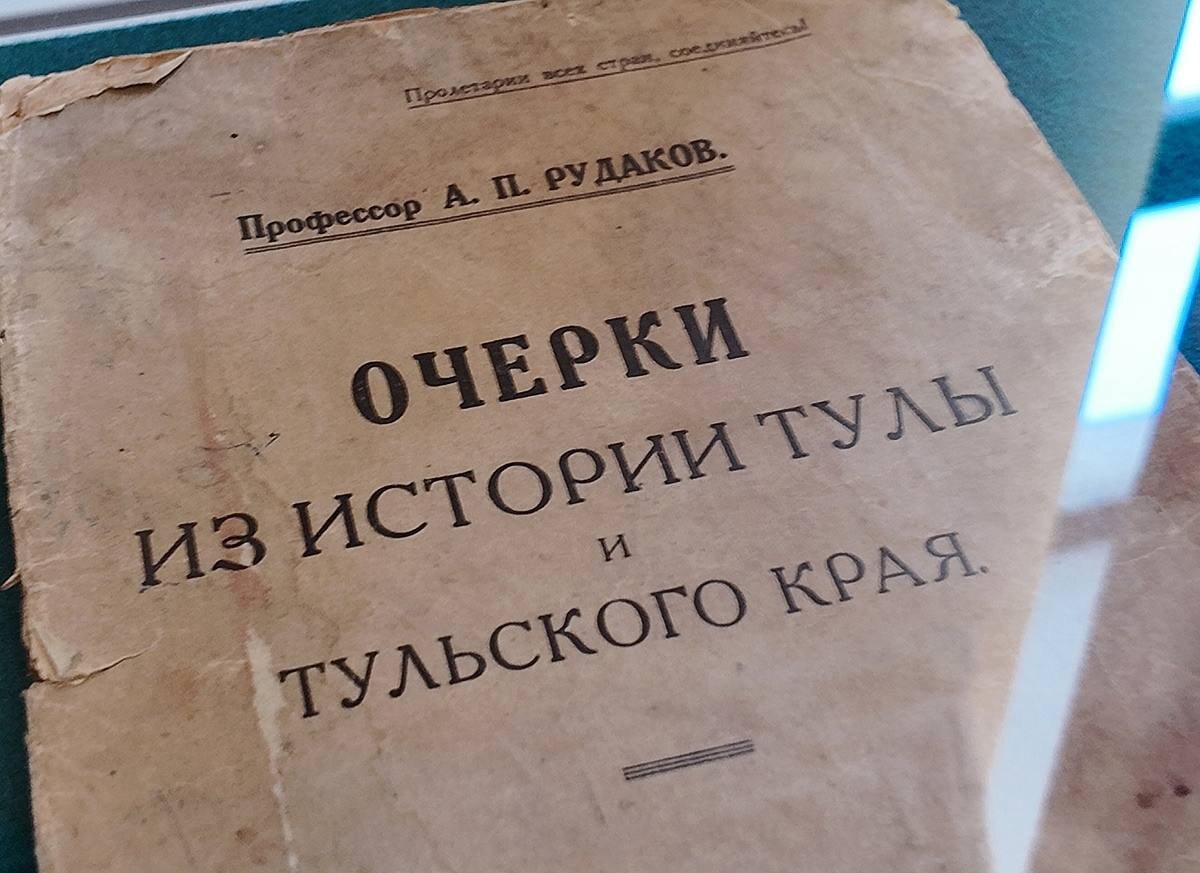 Пролетарии всех стран, соединяйтесь!
Профессор А. П. РУДАКОВ.
ОЧЕРКИ
ИЗ ИСТОРИИ ТУЛЫ
И
ТУЛЬСКОГО КРАЯ.